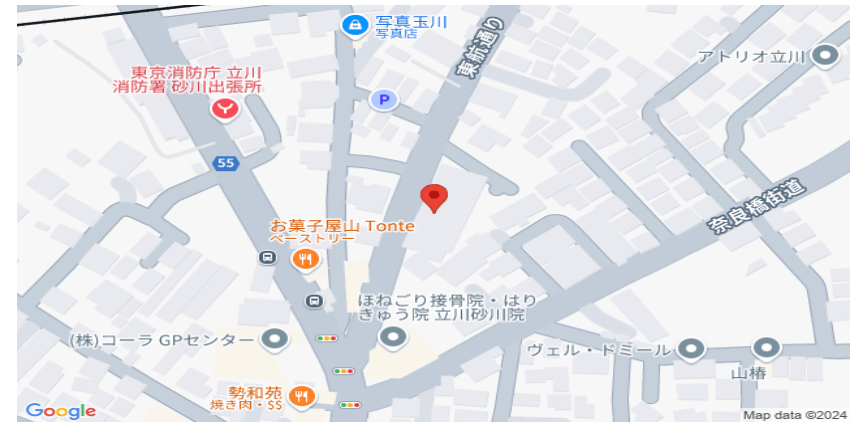 写真玉川
写真店
東航通り
アトリオ立川
東京消防庁 立川
消防署 砂川出張所
P
55
奈良橋街道
お菓子屋山 Tonte
ペーストリー
ほねごり接骨院・はり
きゅう院 立川砂川院
(株)コーラ GPセンター
ヴェル・ドミール
山椿
勢和苑
焼き肉・$$
Google
Map data ©2024